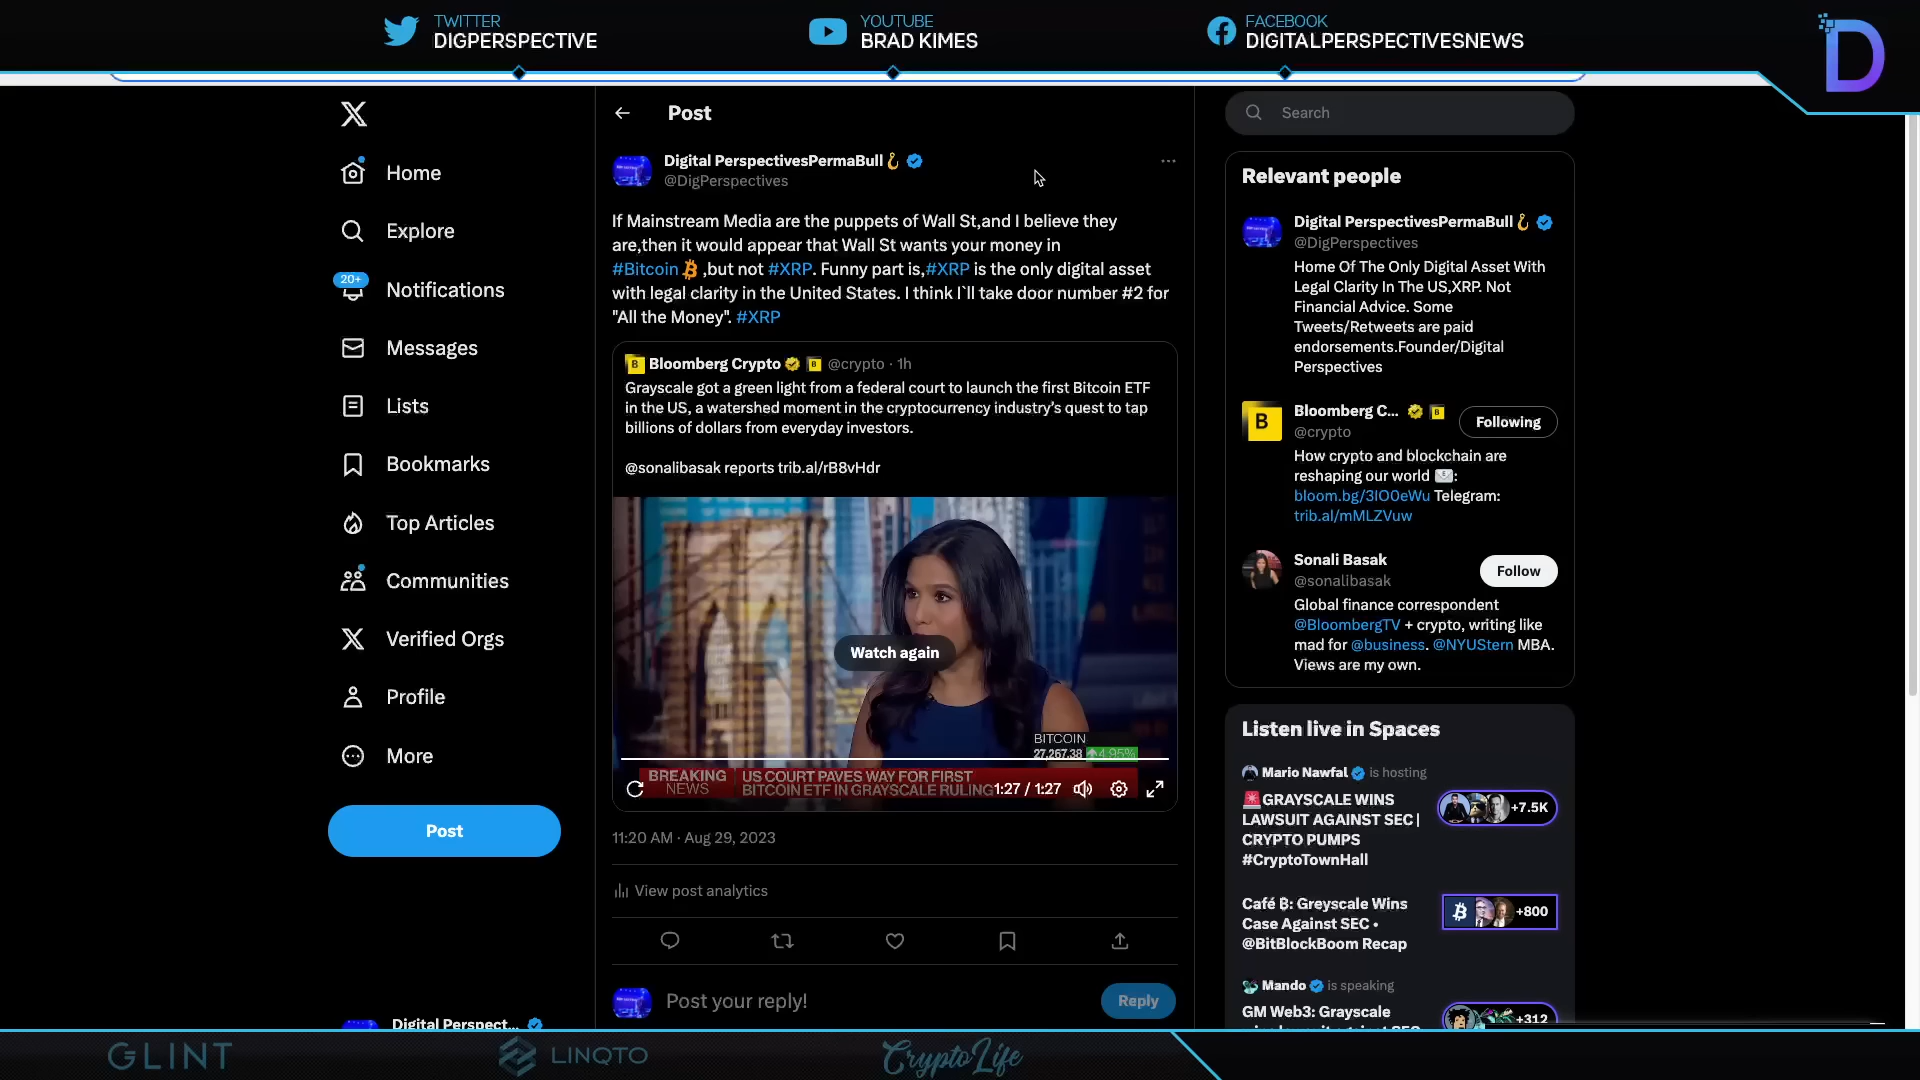 TWITTER
DIGPERSPECTIVE
YOUTUBE
BRAD KIMES
FACEBOOK
DIGITALPERSPECTIVESNEWS
D
Home
Explore
20+
Notifications
Messages
Lists
Bookmarks
Top Articles
Communities
Verified Orgs
Profile
More
Post
Digital Perspect...
Post
Digital PerspectivesPermaBull
@DigPerspectives
If Mainstream Media are the puppets of Wall St,and I believe they
are,then it would appear that Wall St wants your money in
#Bitcoin ,but not #XRP. Funny part is,#XRP is the only digital asset
with legal clarity in the United States. I think I`ll take door number #2 for
"All the Money". #XRP
Bloomberg Crypto @crypto · 1h
Grayscale got a green light from a federal court to launch the first Bitcoin ETF
in the US, a watershed moment in the cryptocurrency industry's quest to tap
billions of dollars from everyday investors.
@sonalibasak reports trib.al/rB8vHdr
Watch again
BITCOIN
27,267.38 4.95%
BREAKING NEWS
US COURT PAVES WAY FOR FIRST
BITCOIN ETF IN GRAYSCALE RULING
1:27 / 1:27
11:20 AM · Aug 29, 2023
View post analytics
Post your reply!
Reply
Search
Relevant people
Digital PerspectivesPermaBull
@DigPerspectives
Home Of The Only Digital Asset With
Legal Clarity In The US,XRP. Not
Financial Advice. Some
Tweets/Retweets are paid
endorsements.Founder/Digital
Perspectives
B
Bloomberg C...
@crypto
Following
How crypto and blockchain are
reshaping our world :
bloom.bg/3IO0eWu Telegram:
trib.al/mMLZVuw
Sonali Basak
@sonalibasak
Follow
Global finance correspondent
@BloombergTV + crypto, writing like
mad for @business. @NYUStern MBA.
Views are my own.
Listen live in Spaces
Mario Nawfal is hosting
GRAYSCALE WINS
LAWSUIT AGAINST SEC |
CRYPTO PUMPS
#CryptoTownHall
+7.5K
Café ₿: Greyscale Wins
Case Against SEC •
@BitBlockBoom Recap
+800
Mando is speaking
GM Web3: Grayscale
+312
GLINT
LINQTO
CryptoLife